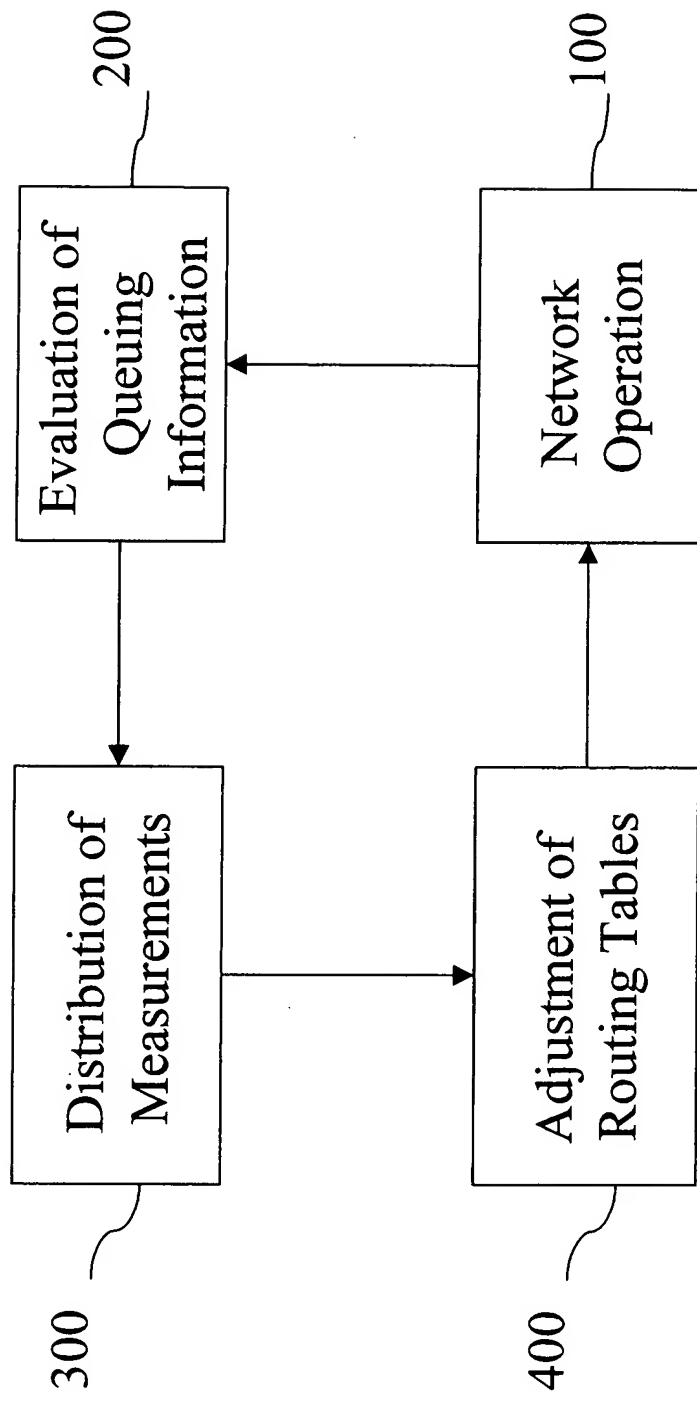 300
Distribution of
Measurements
Evaluation of
Queuing
Information
200
400
Adjustment of
Routing Tables
Network
Operation
100